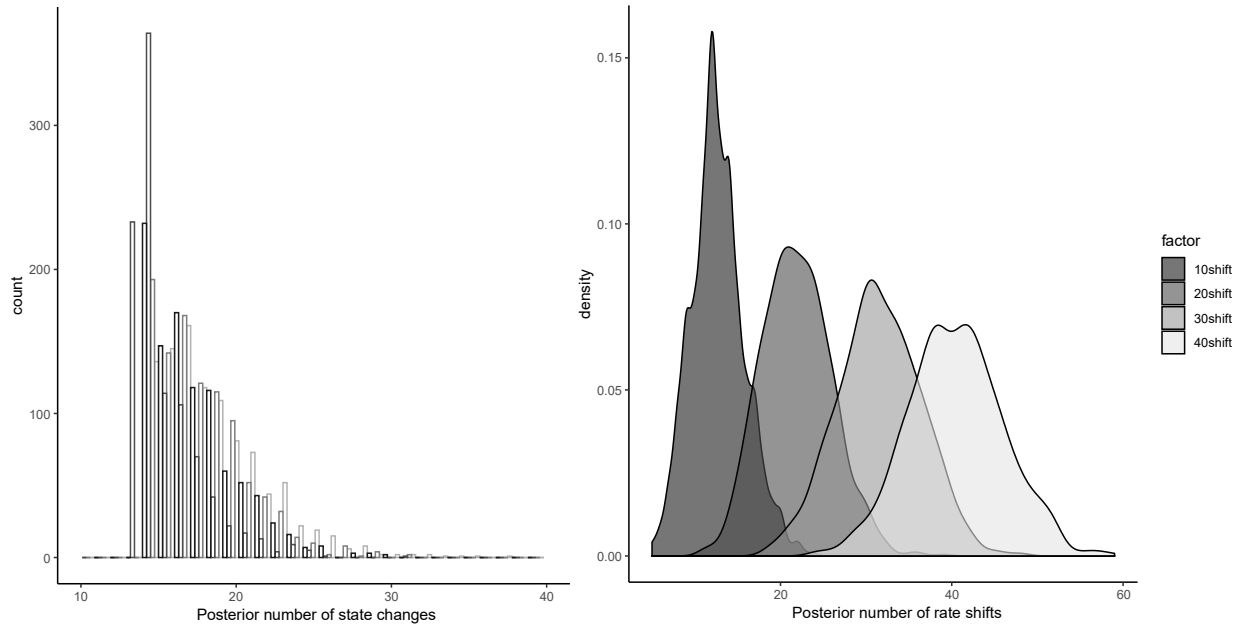 300
200
100
0
count
10
20
30
40
Posterior number of state changes
0.15
0.10
0.05
0.00
density
20
40
60
Posterior number of rate shifts
factor
10shift
20shift
30shift
40shift